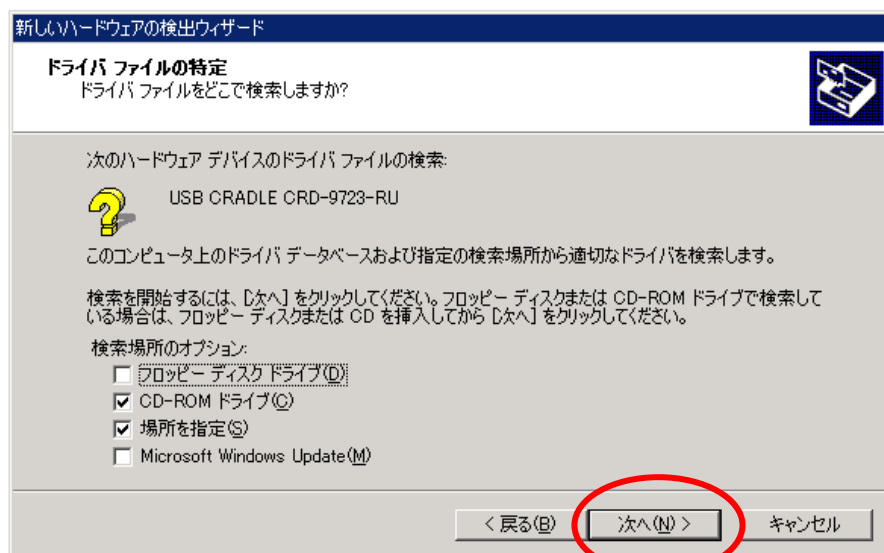 新しいハードウェアの検出ウィザード
ドライバ ファイルの特定
ドライバ ファイルをどこで検索しますか?
次のハードウェア デバイスのドライバ ファイルの検索:
USB CRADLE CRD-9723-RU
このコンピュータ上のドライバ データベースおよび指定の検索場所から適切なドライバを検索します。
検索を開始するには、[次へ] をクリックしてください。フロッピー ディスクまたは CD-ROM ドライブで検索して
いる場合は、フロッピー ディスクまたは CD を挿入してから [次へ] をクリックしてください。
検索場所のオプション:
フロッピー ディスク ドライブ(D)
CD-ROM ドライブ(C)
場所を指定(S)
Microsoft Windows Update(M)
< 戻る(B) 次へ(N) > キャンセル